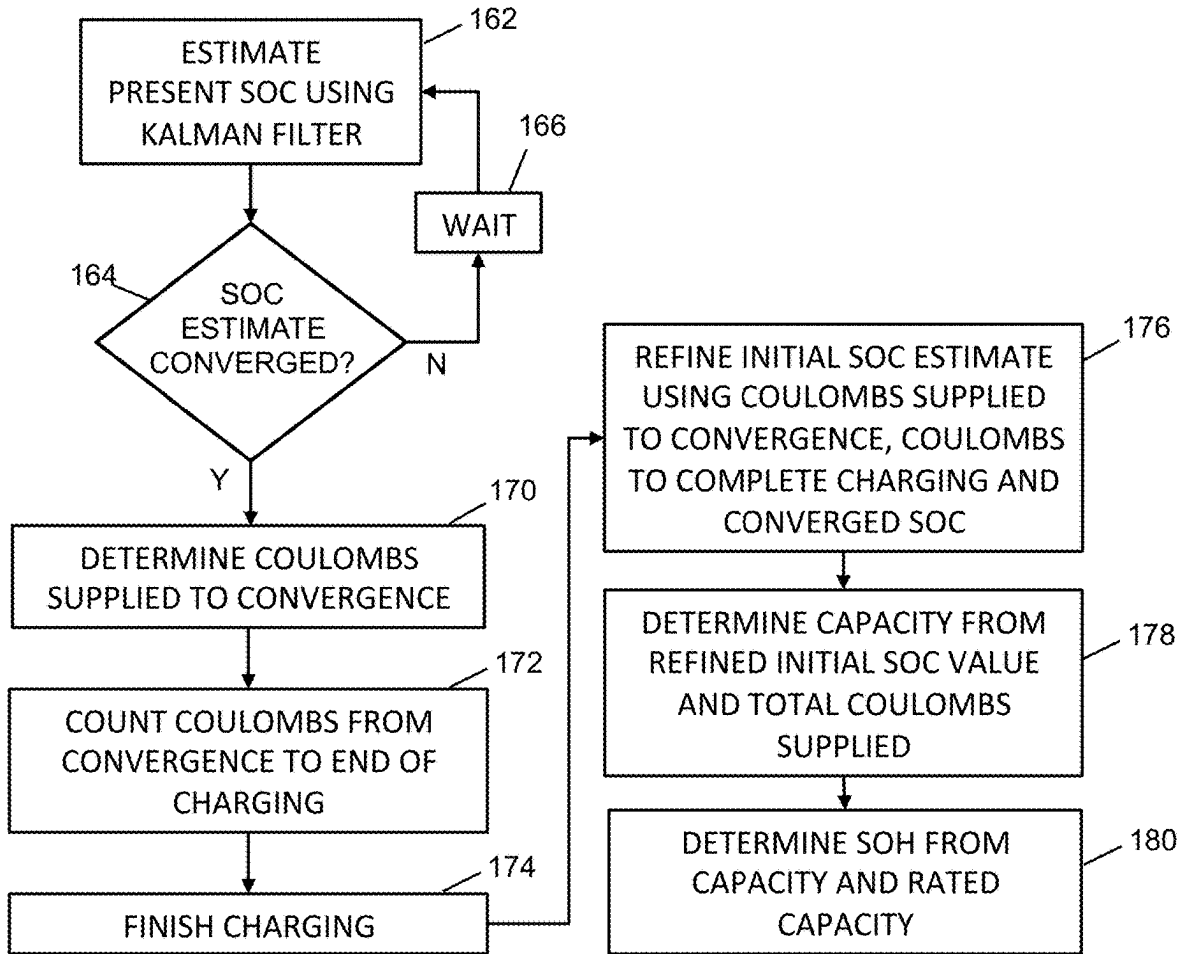 162
ESTIMATE
PRESENT SOC USING
KALMAN FILTER
166
WAIT
164
SOC
ESTIMATE
CONVERGED?
N
Y
170
DETERMINE COULOMBS
SUPPLIED TO CONVERGENCE
172
COUNT COULOMBS FROM
CONVERGENCE TO END OF
CHARGING
174
FINISH CHARGING
176
REFINE INITIAL SOC ESTIMATE
USING COULOMBS SUPPLIED
TO CONVERGENCE, COULOMBS
TO COMPLETE CHARGING AND
CONVERGED SOC
178
DETERMINE CAPACITY FROM
REFINED INITIAL SOC VALUE
AND TOTAL COULOMBS
SUPPLIED
180
DETERMINE SOH FROM
CAPACITY AND RATED
CAPACITY